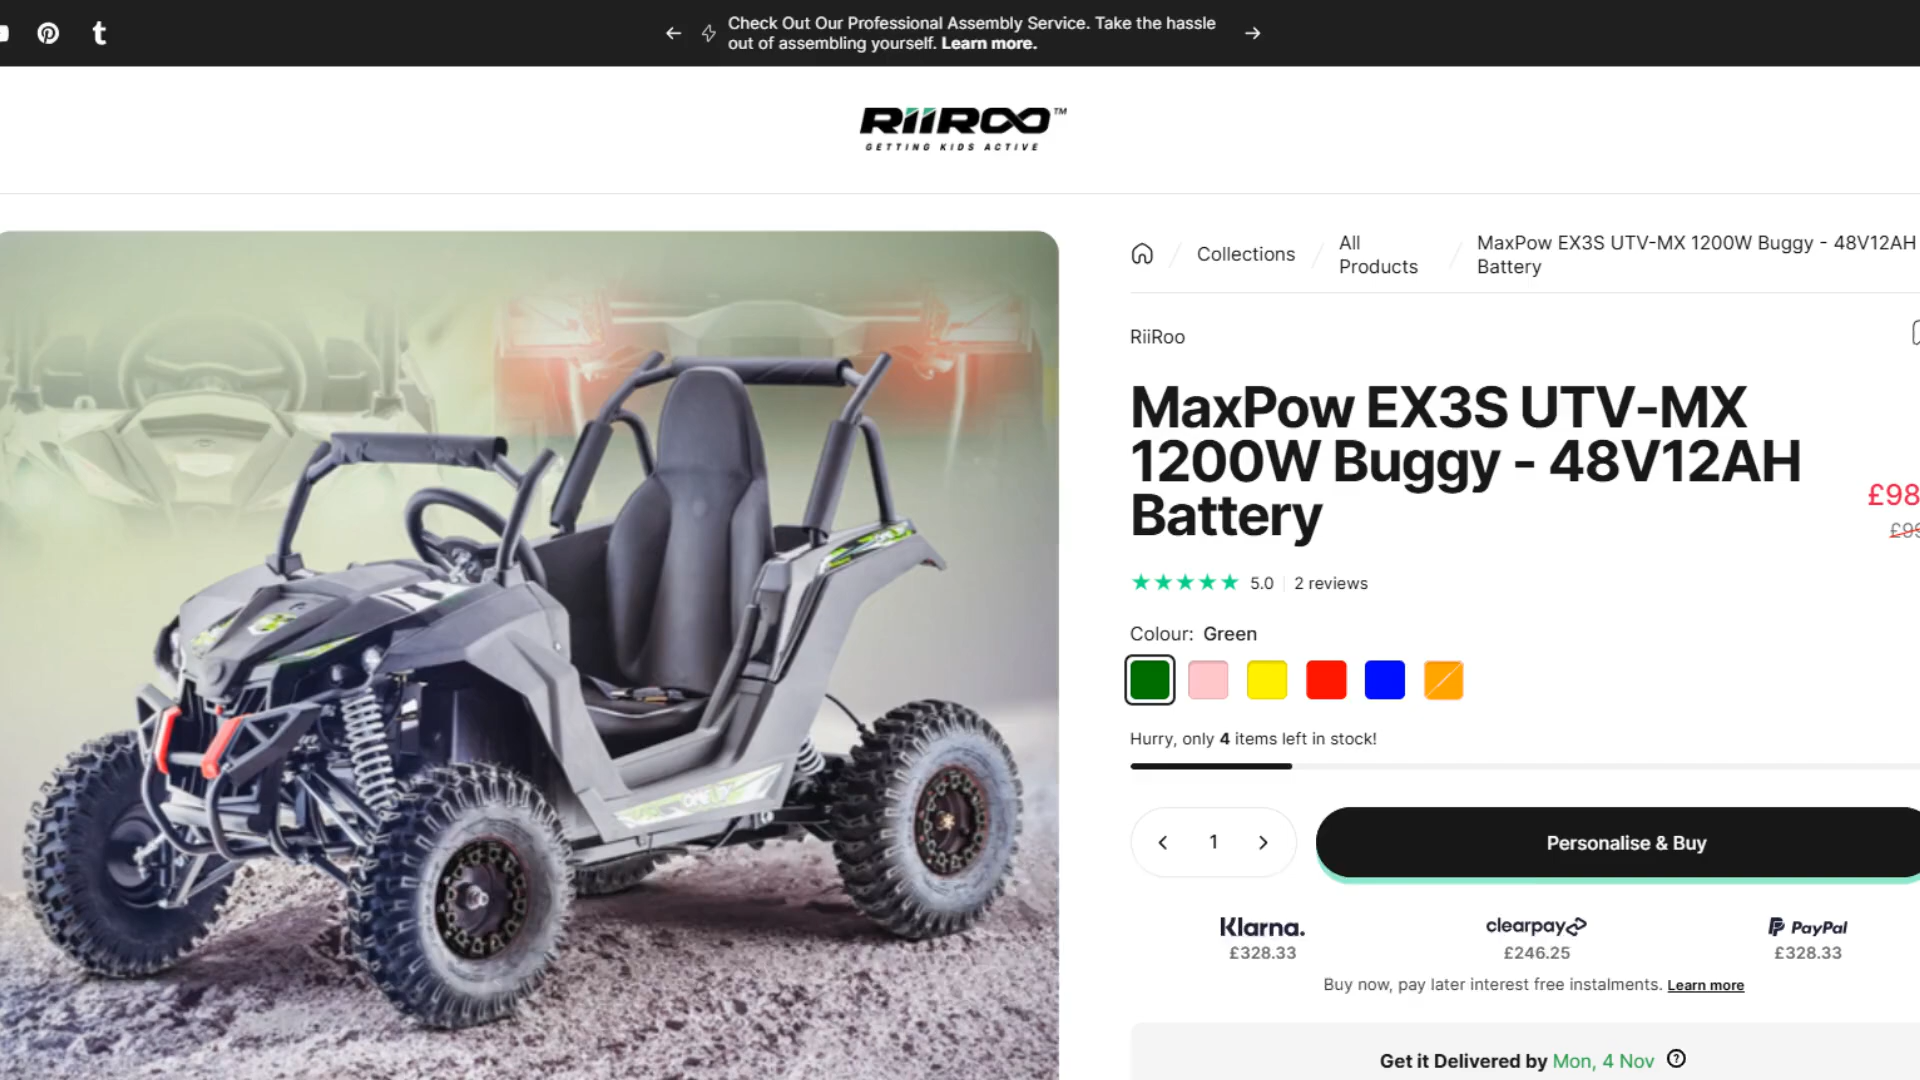 Check Out Our Professional Assembly Service. Take the hassle
out of assembling yourself. Learn more.
RiiROO™
GETTING KIDS ACTIVE
Collections
All
Products
MaxPow EX3S UTV-MX 1200W Buggy - 48V12AH
Battery
RiiRoo
MaxPow EX3S UTV-MX
1200W Buggy - 48V12AH
Battery
£98
£99
5.0
2 reviews
Colour: Green
Hurry, only 4 items left in stock!
1
Personalise & Buy
Klarna.
clearpay
PayPal
£328.33
£246.25
£328.33
Buy now, pay later interest free instalments. Learn more
Get it Delivered by Mon, 4 Nov